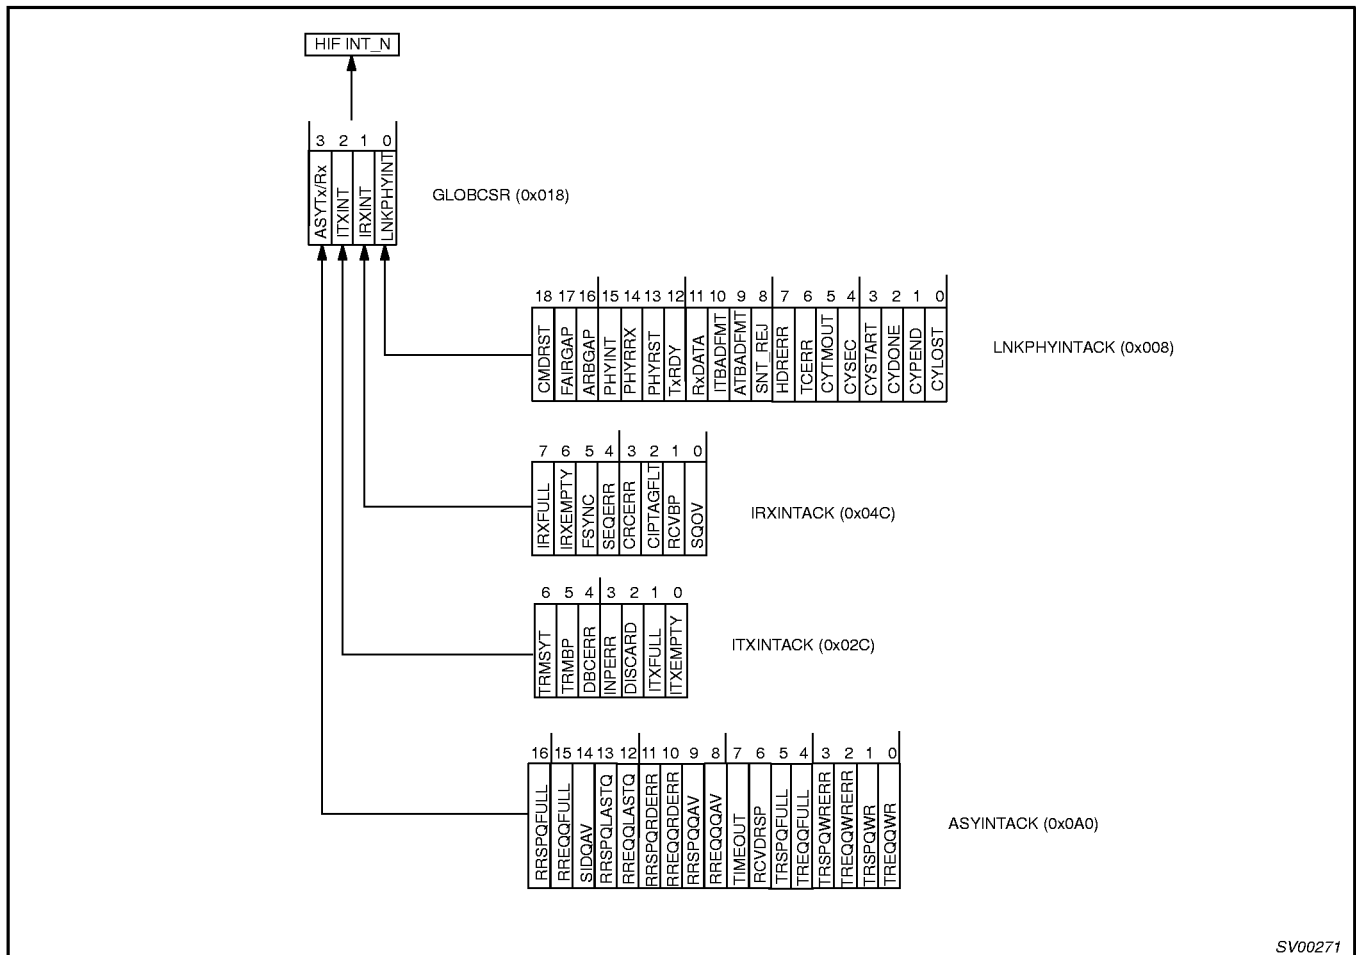 HIF INT_N
3 2 1 0
ASYTx/Rx
ITXINT
IRXINT
LNKPHYINT
GLOBCSR (0x018)
18 17 16 15 14 13 12 11 10 9 8 7 6 5 4 3 2 1 0
CMDRST
FAIRGAP
ARBGAP
PHYINT
PHYRRX
PHYRST
TxRDY
RxDATA
ITBADFMT
ATBADFMT
SNT_REJ
HDRERR
TCERR
CYTMOUT
CYSEC
CYSTART
CYDONE
CYPEND
CYLOST
LNKPHYINTACK (0x008)
7 6 5 4 3 2 1 0
IRXFULL
IRXEMPTY
FSYNC
SEQERR
CRCERR
CIPTAGFLT
RCVBP
SQOV
IRXINTACK (0x04C)
6 5 4 3 2 1 0
TRMSYT
TRMBP
DBCERR
INPERR
DISCARD
ITXFULL
ITXEMPTY
ITXINTACK (0x02C)
16 15 14 13 12 11 10 9 8 7 6 5 4 3 2 1 0
RRSPQFULL
RREQQFULL
SIDQAV
RRSPQLASTQ
RREQQLASTQ
RRSPQRDERR
RREQQRDERR
RRSPQQAV
RREQQQAV
TIMEOUT
RCVDRSP
TRSPQFULL
TREQQFULL
TRSPQWRERR
TREQQWRERR
TRSPQWR
TREQQWR
ASYINTACK (0x0A0)
SV00271